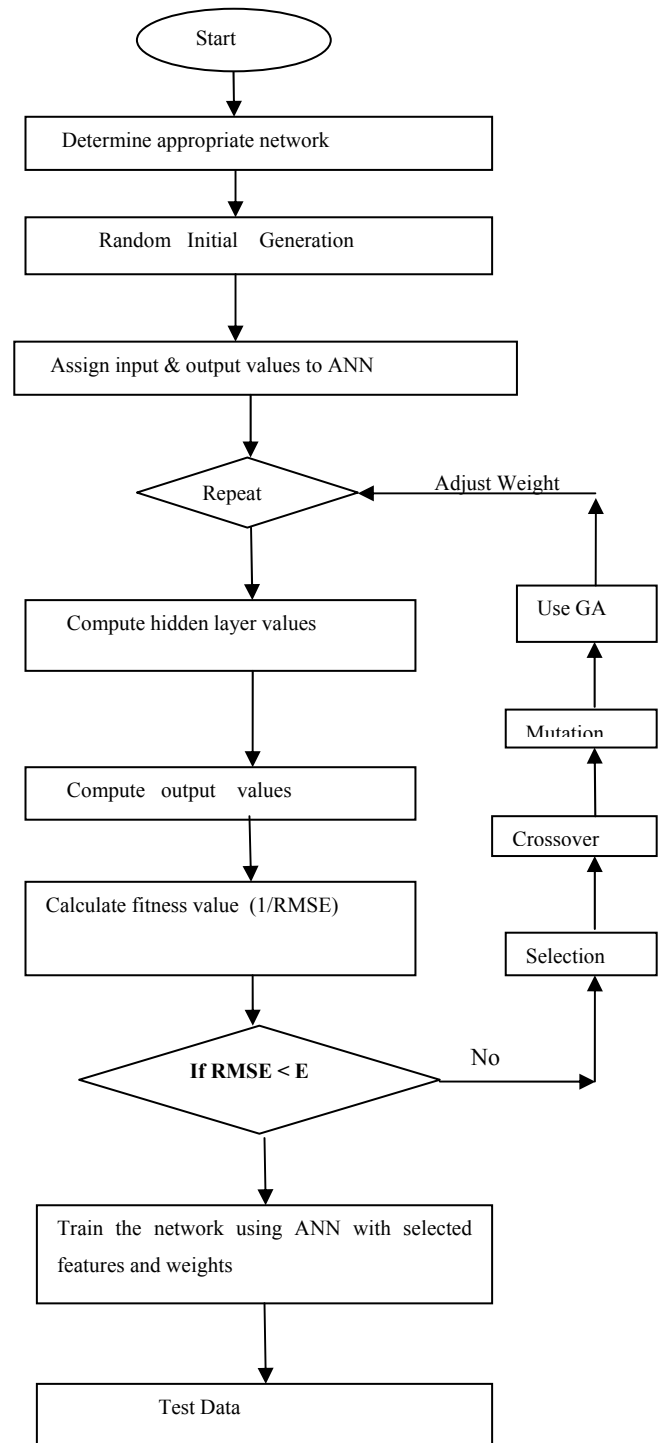 Start
Determine appropriate network
Random Initial Generation
Assign input & output values to ANN
Repeat
Adjust Weight
Compute hidden layer values
Use GA
Mutation
Compute output values
Crossover
Calculate fitness value (1/RMSE)
Selection
If RMSE < E
No
Train the network using ANN with selected
features and weights
Test Data